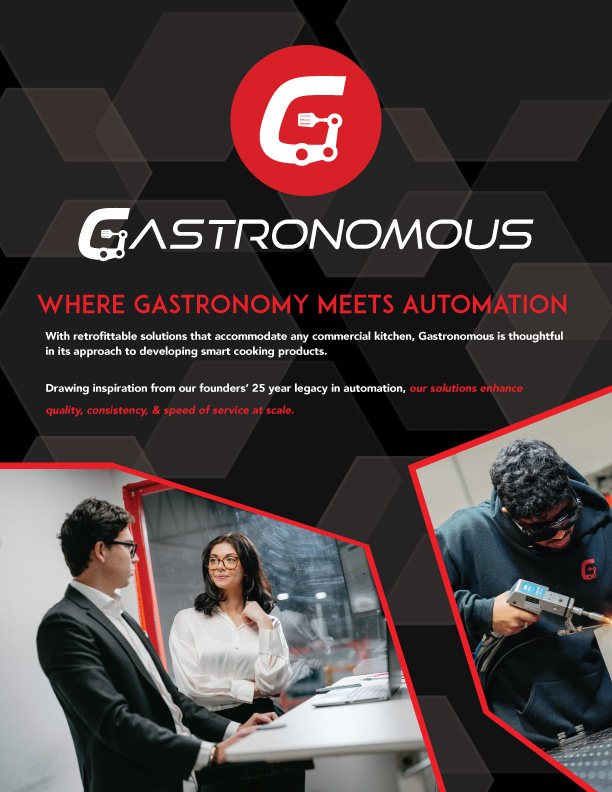 GASTRONOMOUS
WHERE GASTRONOMY MEETS AUTOMATION
With retrofittable solutions that accommodate any commercial kitchen, Gastronomous is thoughtful
in its approach to developing smart cooking products.
Drawing inspiration from our founders’ 25 year legacy in automation, our solutions enhance
quality, consistency, & speed of service at scale.